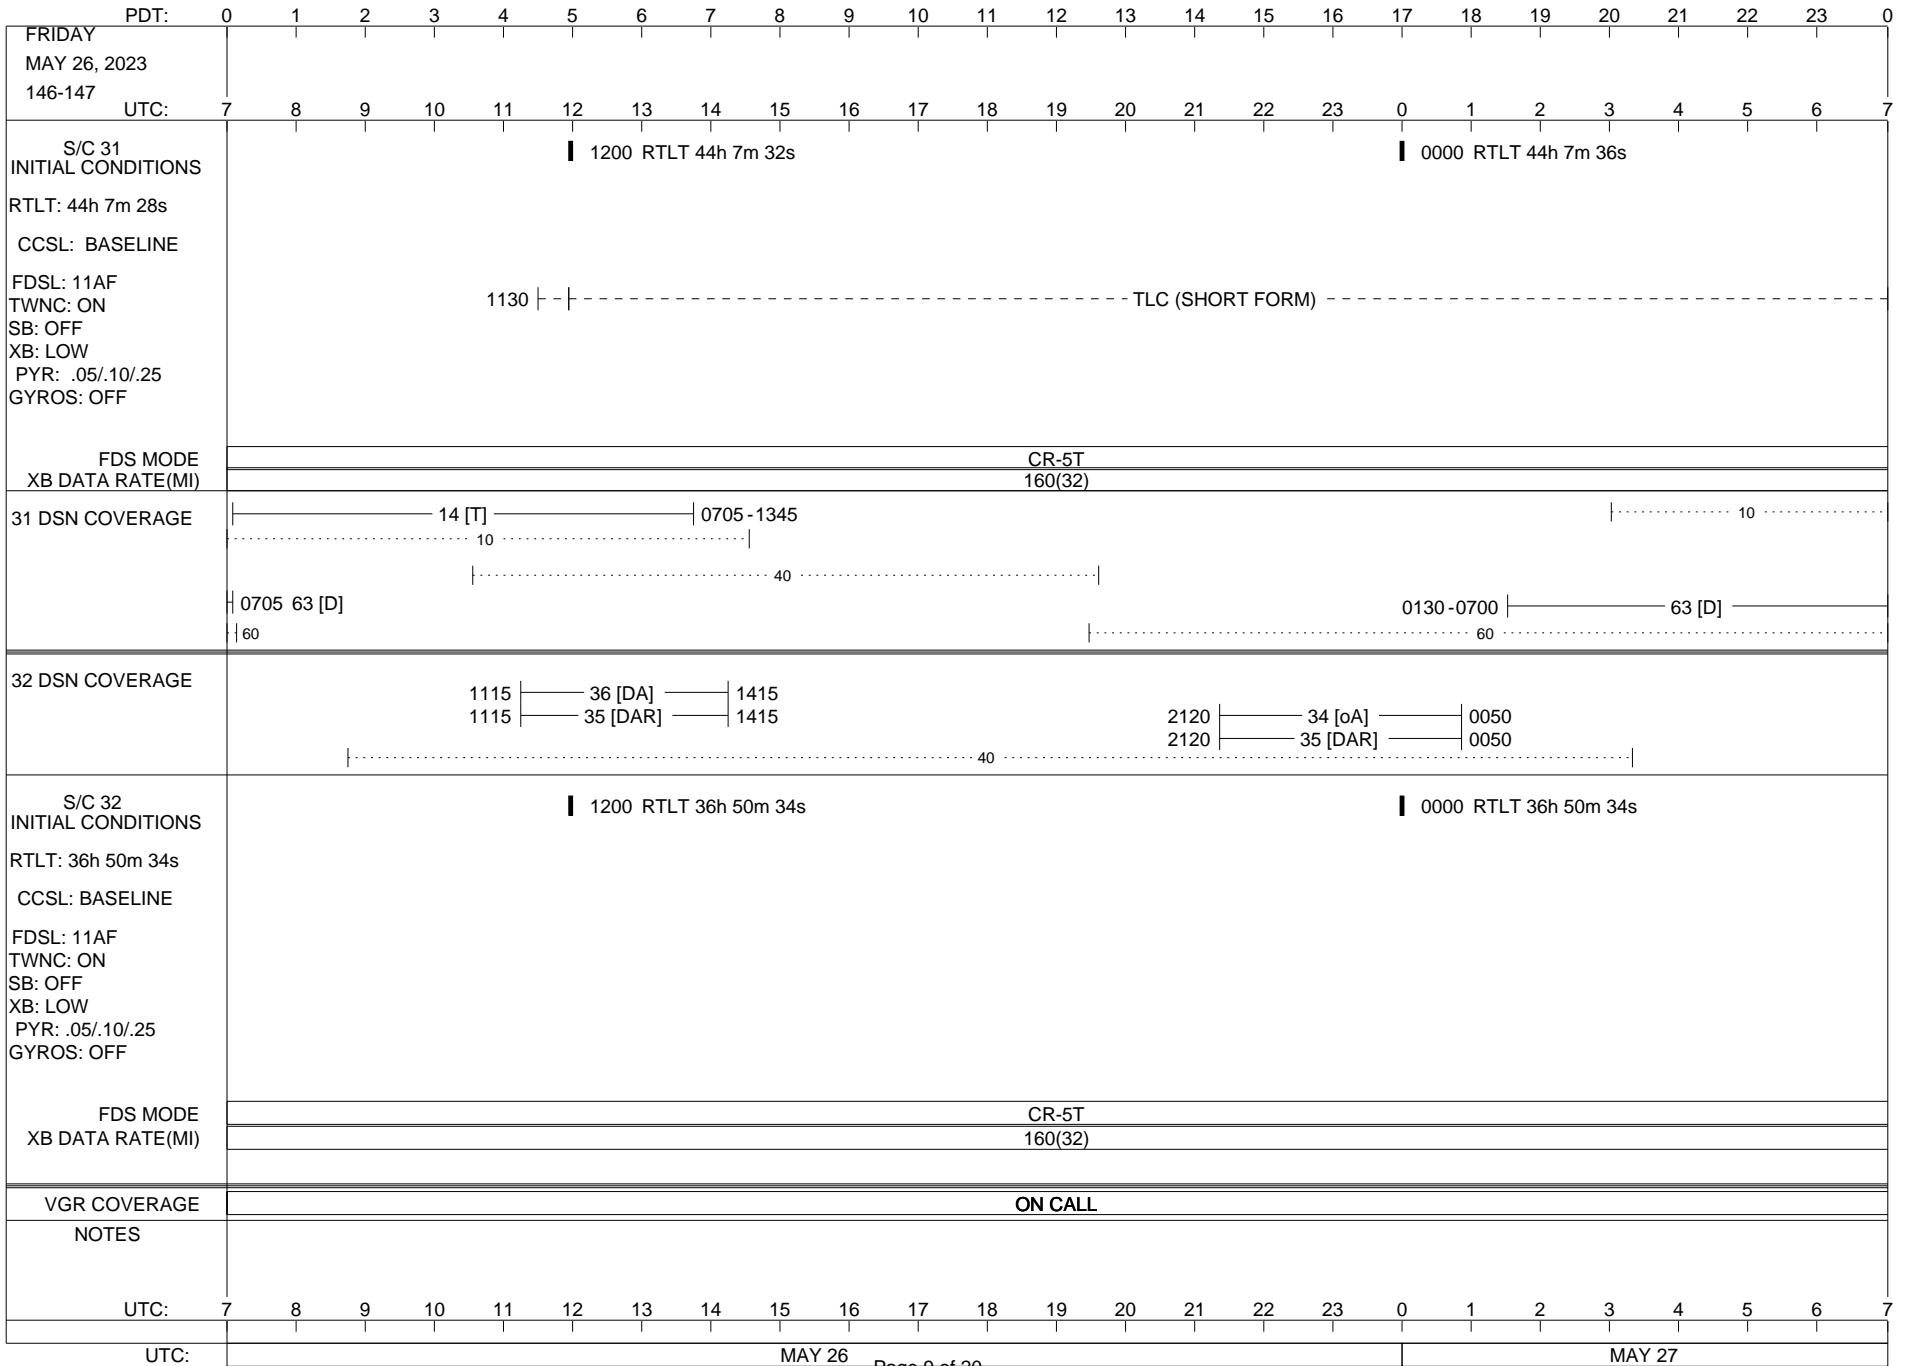 PDT: 0 1 2 3 4 5 6 7 8 9 10 11 12 13 14 15 16 17 18 19 20 21 22 23 0
FRIDAY
MAY 26, 2023
146-147
UTC: 7 8 9 10 11 12 13 14 15 16 17 18 19 20 21 22 23 0 1 2 3 4 5 6 7
S/C 31
INITIAL CONDITIONS
1200 RTLT 44h 7m 32s
0000 RTLT 44h 7m 36s
RTLT: 44h 7m 28s
CCSL: BASELINE
FDSL: 11AF
TWNC: ON
SB: OFF
XB: LOW
PYR: .05/.10/.25
GYROS: OFF
1130 TLC (SHORT FORM)
FDS MODE CR-5T
XB DATA RATE(MI) 160(32)
31 DSN COVERAGE
14 [T] 0705-1345
10
10
40
0705 63 [D]
0130-0700 63 [D]
60
60
32 DSN COVERAGE
1115 36 [DA] 1415
1115 35 [DAR] 1415
2120 34 [oA] 0050
2120 35 [DAR] 0050
40
S/C 32
INITIAL CONDITIONS
1200 RTLT 36h 50m 34s
0000 RTLT 36h 50m 34s
RTLT: 36h 50m 34s
CCSL: BASELINE
FDSL: 11AF
TWNC: ON
SB: OFF
XB: LOW
PYR: .05/.10/.25
GYROS: OFF
FDS MODE CR-5T
XB DATA RATE(MI) 160(32)
VGR COVERAGE ON CALL
NOTES
UTC: 7 8 9 10 11 12 13 14 15 16 17 18 19 20 21 22 23 0 1 2 3 4 5 6 7
UTC: MAY 26 MAY 27